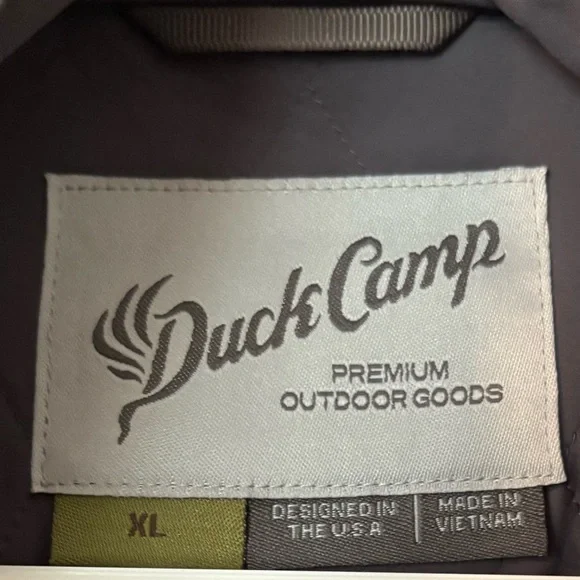 Duck Camp
PREMIUM
OUTDOOR GOODS
XL
DESIGNED IN
THE U.S.A
MADE IN
VIETNAM